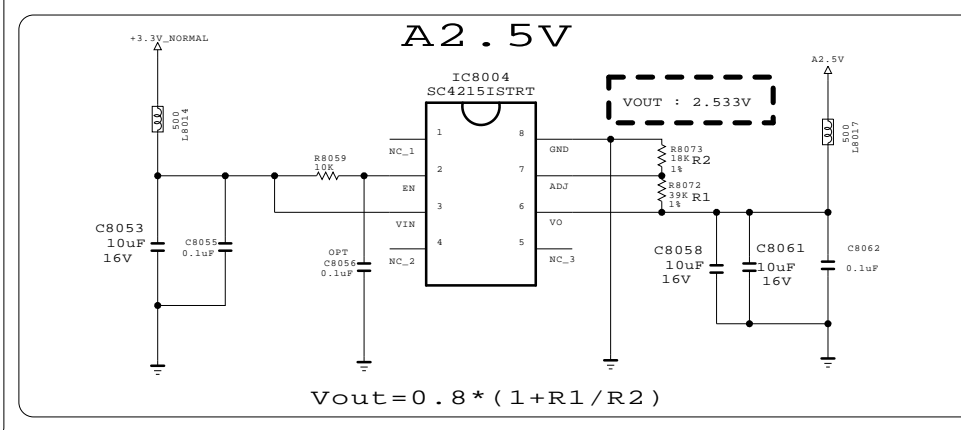 A2.5V
+3.3V_NORMAL
A2.5V
IC8004
SC4215ISTRT
VOUT : 2.533V
500
L8014
500
L8017
1
NC_1
2
EN
3
VIN
4
NC_2
8
GND
7
ADJ
6
VO
5
NC_3
R8059
10K
R8073
18K R2
1%
R8072
39K R1
1%
C8053
10uF
16V
C8055
0.1uF
OPT
C8056
0.1uF
C8058
10uF
16V
C8061
10uF
16V
C8062
0.1uF
Vout=0.8*(1+R1/R2)